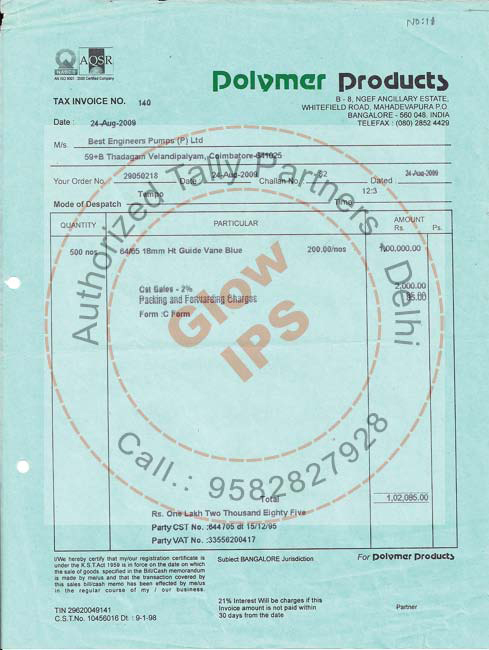 NO:18
NABCB AQSR
AN ISO 9001 : 2000 Certified Company
Polymer Products
B - 8, NGEF ANCILLARY ESTATE,
WHITEFIELD ROAD, MAHADEVAPURA P.O
BANGALORE - 560 048. INDIA
TELEFAX : (080) 2852 4429
TAX INVOICE NO. 140
Date : 24-Aug-2009
M/s. Best Engineers Pumps (P) Ltd
59+B Thadagam Velandipalyam, Coimbatore-641025
Your Order No. 29050218 Date : 24-Aug-2009 Challan No. 62 Dated : 24-Aug-2009
Mode of Despatch Tempo Time 12:3
QUANTITY PARTICULAR AMOUNT
Rs. Ps.
500 nos 64/65 18mm Ht Guide Vane Blue 200.00/nos 1,00,000.00
Cst Sales - 2% 2,000.00
Packing and Forwarding Charges 85.00
Form :C Form
Authorized Tally Partners Delhi
Glow
IPS
Call.: 9582827928
Total 1,02,085.00
Rs. One Lakh Two Thousand Eighty Five
Party CST No. :644705 dt 15/12/95
Party VAT No. :33556200417
I/We hereby certify that my/our registration certificate is
under the K.S.T.Act 1959 is in force on the date on which
the sale of goods. specified in the Bill/Cash memorandum
is made by me/us and that the transaction covered by
this sales bill/cash memo has been effected by me/us
in the regular course of my / our business.
Subject BANGALORE Jurisdiction
For Polymer Products
TIN 29620049141
C.S.T.No. 10456016 Dt : 9-1-98
21% Interest Will be charges if this
Invoice amount is not paid within
30 days from the date
Partner